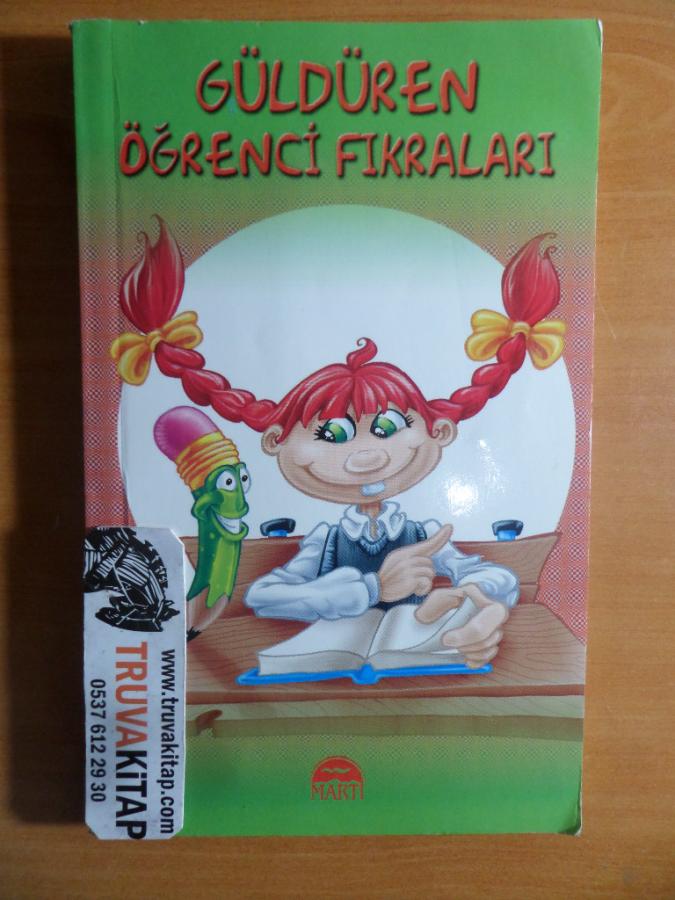 GÜLDÜREN
ÖĞRENCİ FIKRALARI
www.truvakitap.com
TRUVAKİTAP
0537 612 29 30
MARTI